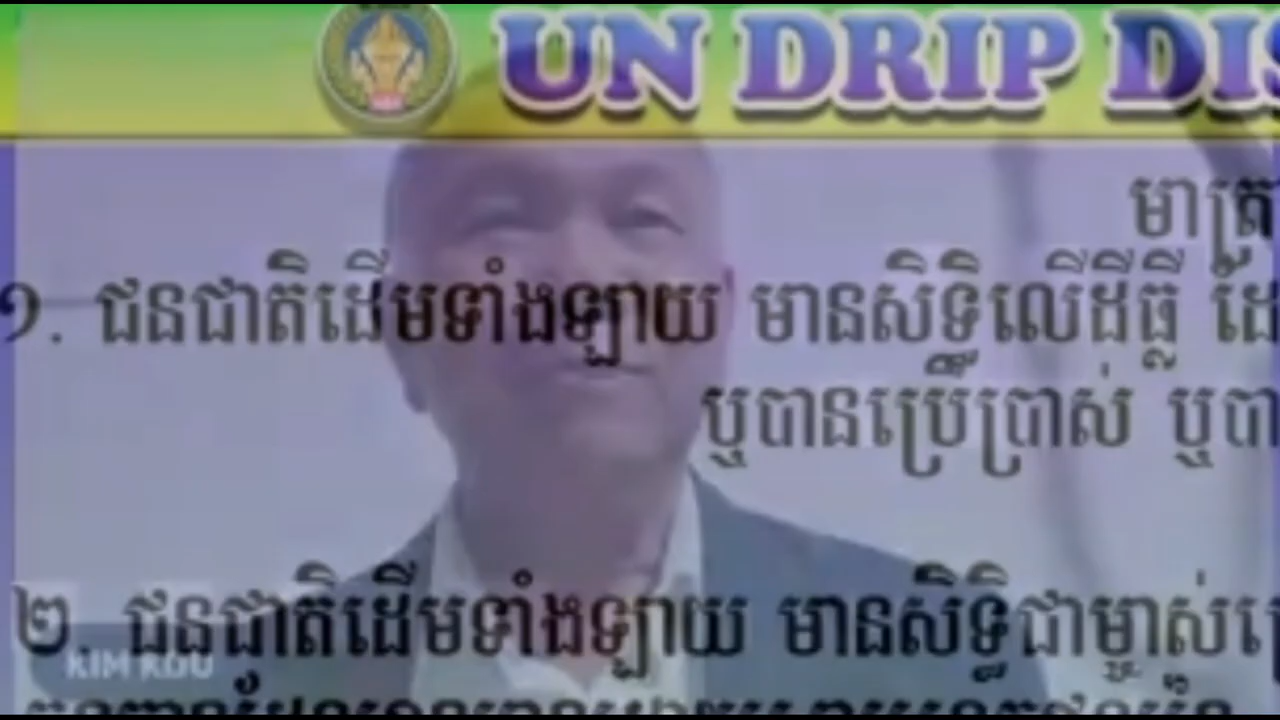 UN DRIP DIS
មាត្រា
១. ជនជាតិដើមទាំងឡាយ មានសិទ្ធិលើដីធ្លី ដែ
ឬបានប្រើប្រាស់ ឬបា
២. ជនជាតិដើមទាំងឡាយ មានសិទ្ធិជាម្ចាស់
KIM KOU